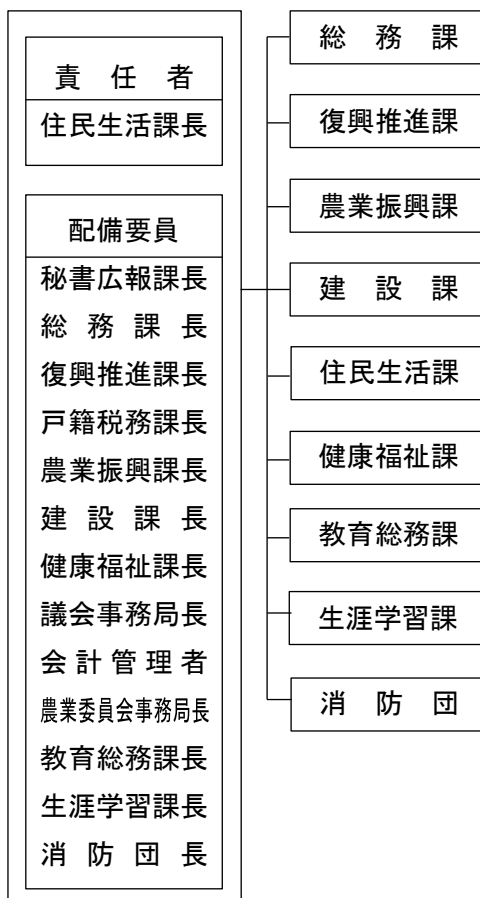 責任者
住民生活課長
配備要員
秘書広報課長
総務課長
復興推進課長
戸籍税務課長
農業振興課長
建設課長
健康福祉課長
議会事務局長
会計管理者
農業委員会事務局長
教育総務課長
生涯学習課長
消防団長
総務課
復興推進課
農業振興課
建設課
住民生活課
健康福祉課
教育総務課
生涯学習課
消防団